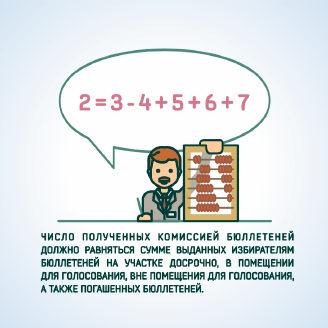 2=3-4+5+6+7
ЧИСЛО ПОЛУЧЕННЫХ КОМИССИЕЙ БЮЛЛЕТЕНЕЙ
ДОЛЖНО РАВНЯТЬСЯ СУММЕ ВЫДАННЫХ ИЗБИРАТЕЛЯМ
БЮЛЛЕТЕНЕЙ НА УЧАСТКЕ ДОСРОЧНО, В ПОМЕЩЕНИИ
ДЛЯ ГОЛОСОВАНИЯ, ВНЕ ПОМЕЩЕНИЯ ДЛЯ ГОЛОСОВАНИЯ,
А ТАКЖЕ ПОГАШЕННЫХ БЮЛЛЕТЕНЕЙ.